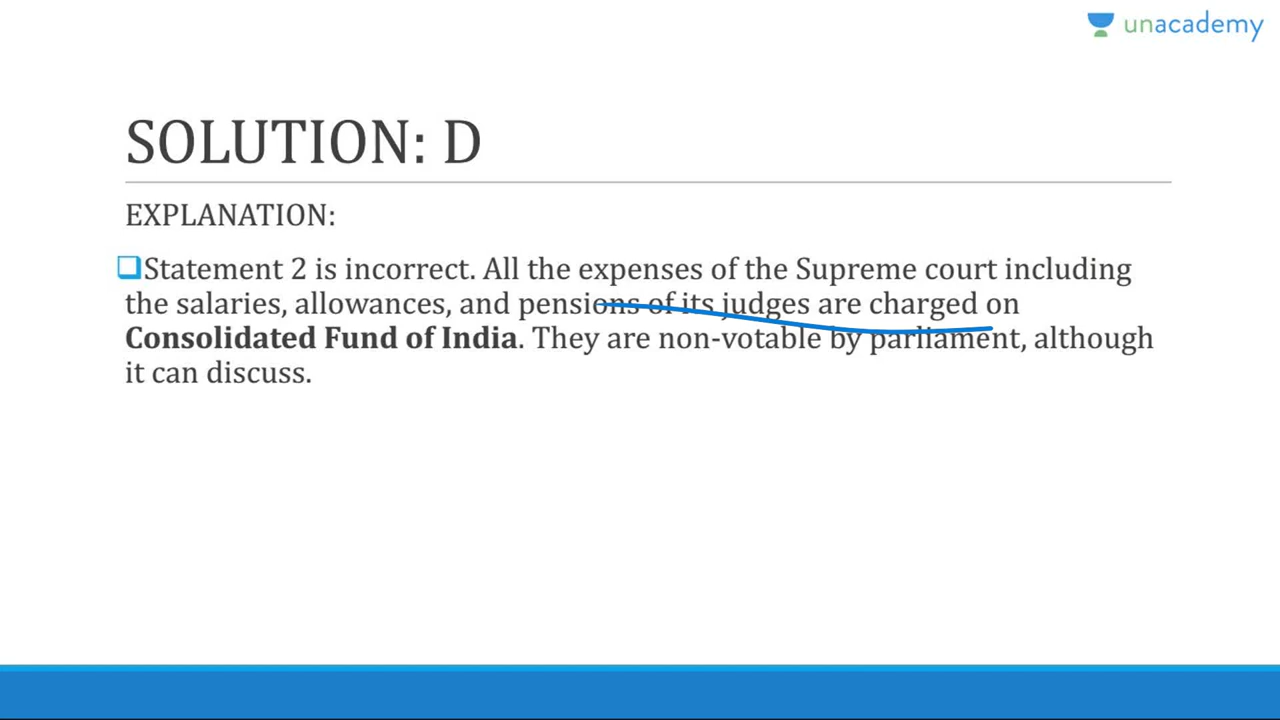 unacademy
SOLUTION: D
EXPLANATION:
Statement 2 is incorrect. All the expenses of the Supreme court including
the salaries, allowances, and pensions of its judges are charged on
Consolidated Fund of India. They are non-votable by parliament, although
it can discuss.